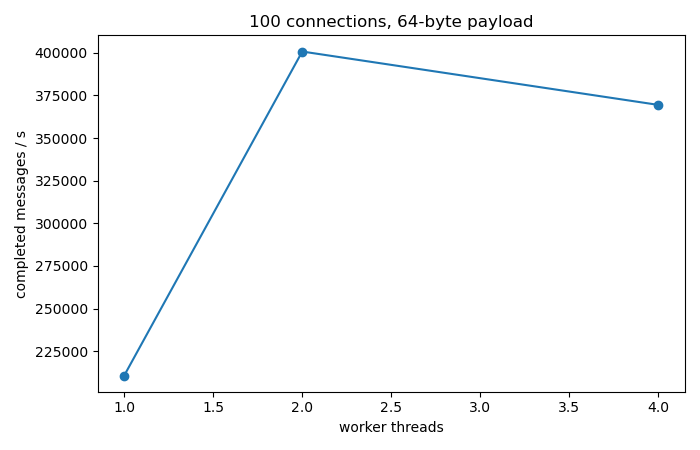 100 connections, 64-byte payload
completed messages / s
400000
375000
350000
325000
300000
275000
250000
225000
1.0 1.5 2.0 2.5 3.0 3.5 4.0
worker threads